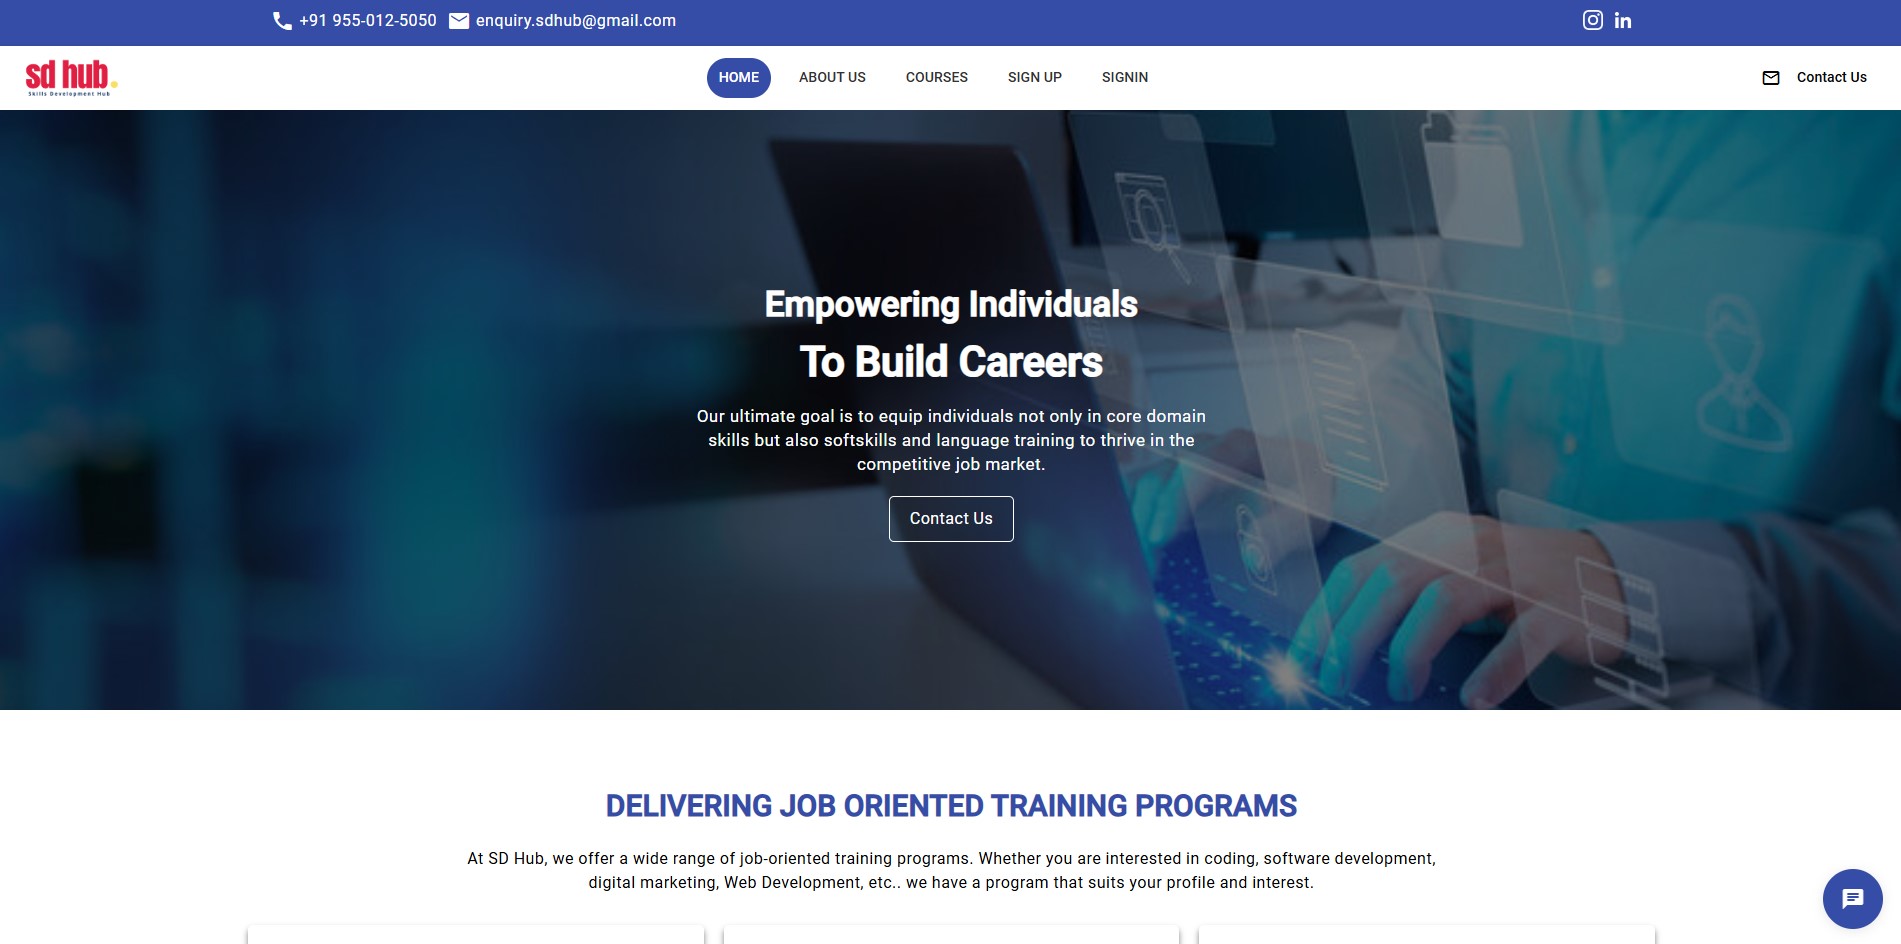 +91 955-012-5050 enquiry.sdhub@gmail.com
sd hub.
Skills Development Hub
HOME ABOUT US COURSES SIGN UP SIGNIN Contact Us
Empowering Individuals
To Build Careers
Our ultimate goal is to equip individuals not only in core domain
skills but also softskills and language training to thrive in the
competitive job market.
Contact Us
DELIVERING JOB ORIENTED TRAINING PROGRAMS
At SD Hub, we offer a wide range of job-oriented training programs. Whether you are interested in coding, software development,
digital marketing, Web Development, etc.. we have a program that suits your profile and interest.